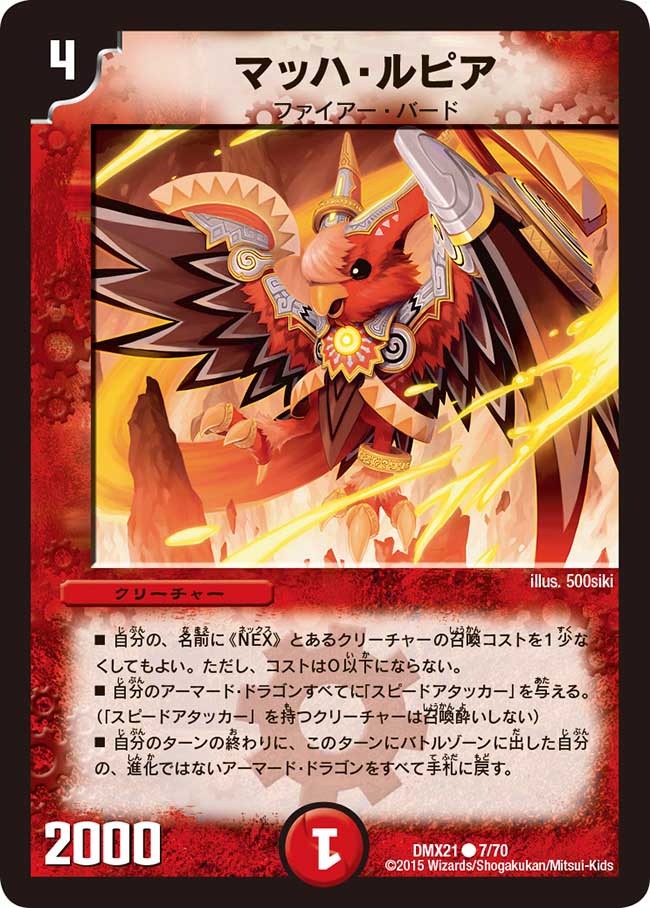 4
マッハ・ルピア
ファイアー・バード
illus. 500siki
クリーチャー
■ 自分の、名前に《NEX》とあるクリーチャーの召喚コストを1少な
くしてもよい。ただし、コストは0以下にならない。
■ 自分のアーマード・ドラゴンすべてに「スピードアタッカー」を与える。
(「スピードアタッカー」を持つクリーチャーは召喚酔いしない)
■ 自分のターンの終わりに、このターンにバトルゾーンに出した自分
の、進化ではないアーマード・ドラゴンをすべて手札に戻す。
2000
1
DMX21 ● 7/70
©2015 Wizards/Shogakukan/Mitsui-Kids